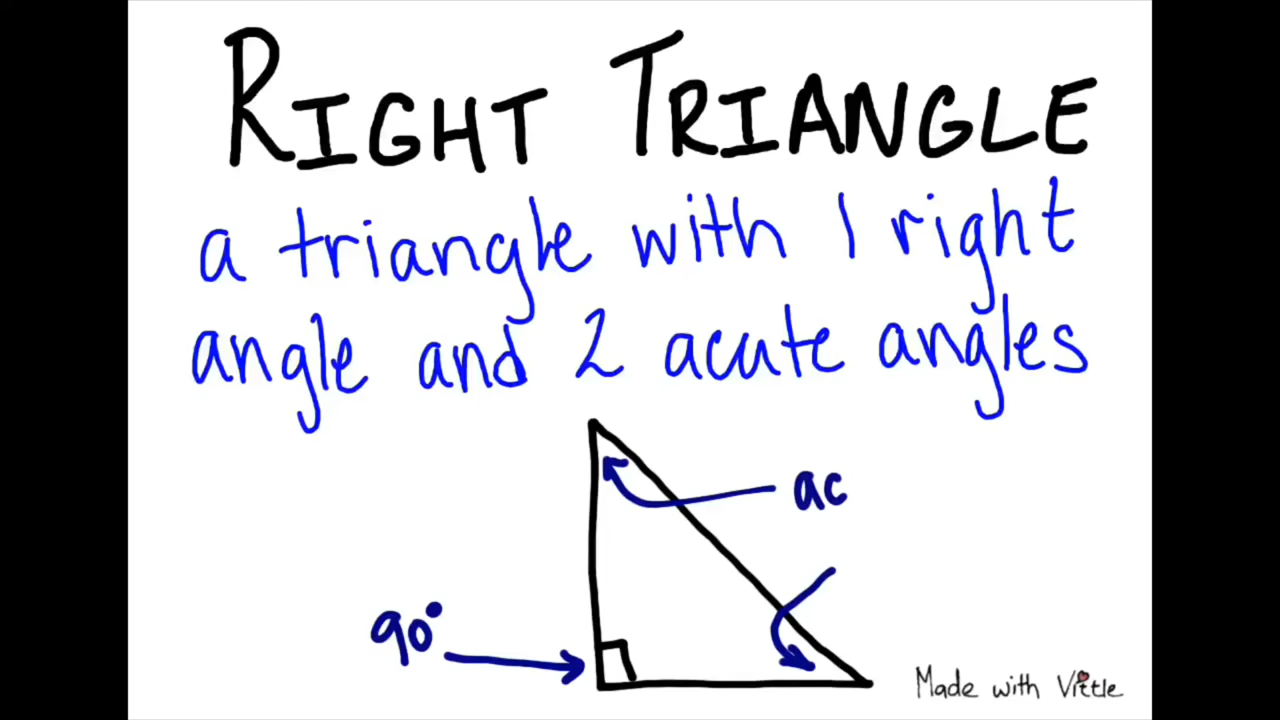 RIGHT TRIANGLE
a triangle with 1 right
angle and 2 acute angles
ac
90°
Made with Vittle